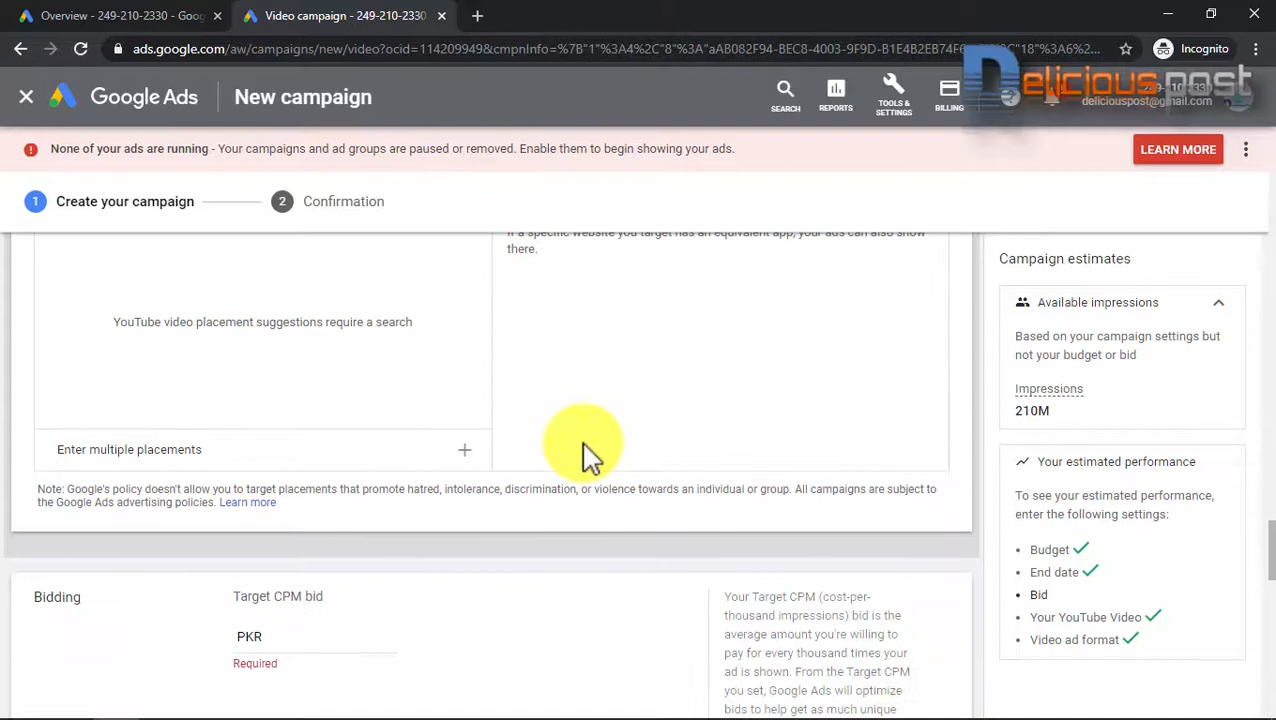 Overview - 249-210-2330 - Goog
Video campaign - 249-210-2330
ads.google.com/aw/campaigns/new/video?ocid=114209949&cmpnInfo=%7B"1"%3A4%2C"8"%3A"aAB082F94-BEC8-4003-9F9D-B1E4B2EB74F6
Incognito
Google Ads
New campaign
SEARCH
REPORTS
TOOLS &
SETTINGS
BILLING
Deliciouspost
deliciouspost@gmail.com
None of your ads are running - Your campaigns and ad groups are paused or removed. Enable them to begin showing your ads.
LEARN MORE
1 Create your campaign
2 Confirmation
If a specific website you target has an equivalent app, your ads can also show
there.
YouTube video placement suggestions require a search
Enter multiple placements
Note: Google's policy doesn't allow you to target placements that promote hatred, intolerance, discrimination, or violence towards an individual or group. All campaigns are subject to
the Google Ads advertising policies. Learn more
Bidding
Target CPM bid
PKR
Required
Your Target CPM (cost-per-
thousand impressions) bid is the
average amount you're willing to
pay for every thousand times your
ad is shown. From the Target CPM
you set, Google Ads will optimize
bids to help get as much unique
Campaign estimates
Available impressions
Based on your campaign settings but
not your budget or bid
Impressions
210M
Your estimated performance
To see your estimated performance,
enter the following settings:
• Budget
• End date
• Bid
• Your YouTube Video
• Video ad format